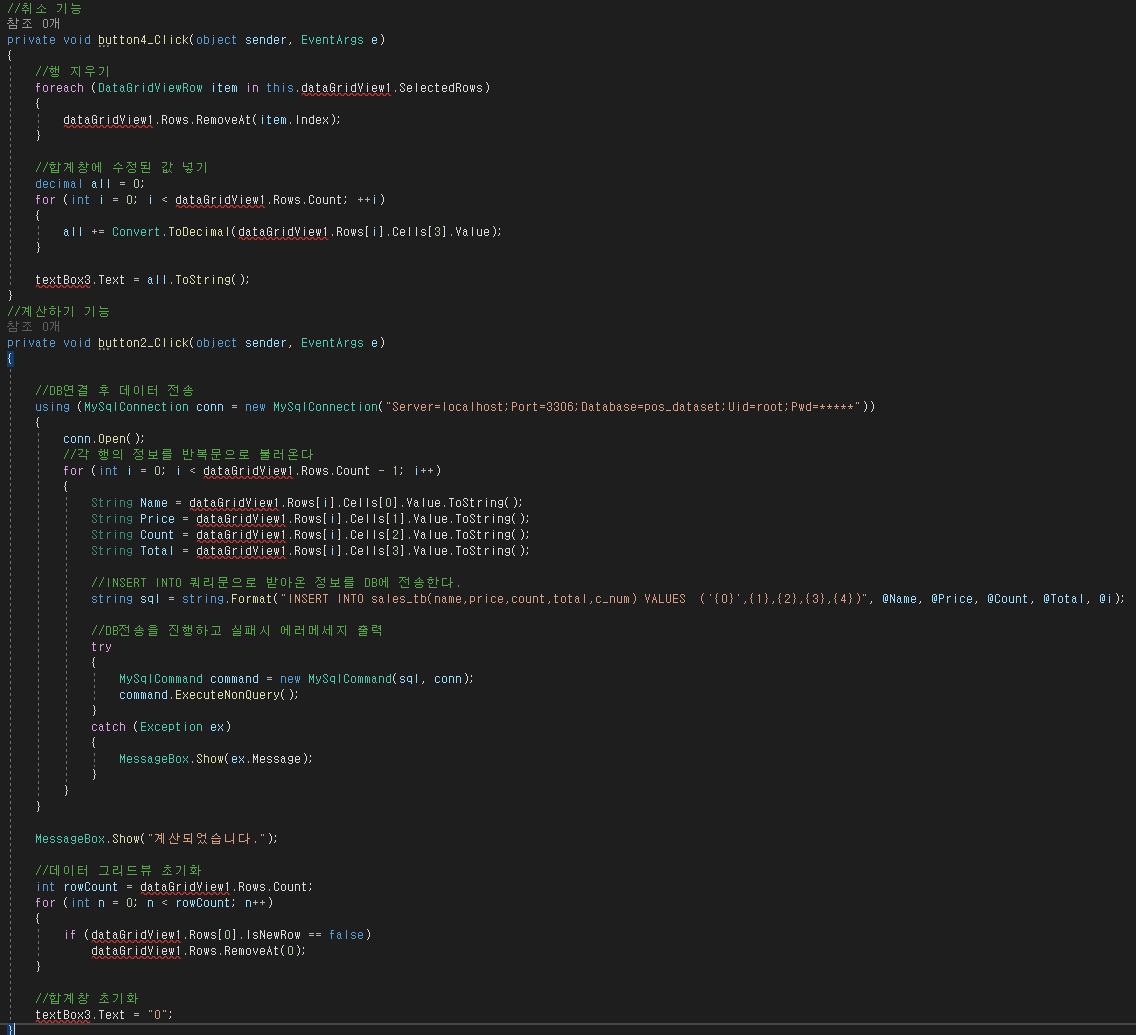 //취소 기능
참조 0개
private void button4_Click(object sender, EventArgs e)
{
//행 지우기
foreach (DataGridViewRow item in this.dataGridView1.SelectedRows)
{
dataGridView1.Rows.RemoveAt(item.Index);
}
//합계창에 수정된 값 넣기
decimal all = 0;
for (int i = 0; i < dataGridView1.Rows.Count; ++i)
{
all += Convert.ToDecimal(dataGridView1.Rows[i].Cells[3].Value);
}
textBox3.Text = all.ToString();
}
//계산하기 기능
참조 0개
private void button2_Click(object sender, EventArgs e)
{
//DB연결 후 데이터 전송
using (MySqlConnection conn = new MySqlConnection("Server=localhost;Port=3306;Database=pos_dataset;Uid=root;Pwd=*****"))
{
conn.Open();
//각 행의 정보를 반복문으로 불러온다
for (int i = 0; i < dataGridView1.Rows.Count - 1; i++)
{
String Name = dataGridView1.Rows[i].Cells[0].Value.ToString();
String Price = dataGridView1.Rows[i].Cells[1].Value.ToString();
String Count = dataGridView1.Rows[i].Cells[2].Value.ToString();
String Total = dataGridView1.Rows[i].Cells[3].Value.ToString();
//INSERT INTO 쿼리문으로 받아온 정보를 DB에 전송한다.
string sql = string.Format("INSERT INTO sales_tb(name,price,count,total,c_num) VALUES  ('{0}',{1},{2},{3},{4})", @Name, @Price, @Count, @Total, @i);
//DB전송을 진행하고 실패시 에러메세지 출력
try
{
MySqlCommand command = new MySqlCommand(sql, conn);
command.ExecuteNonQuery();
}
catch (Exception ex)
{
MessageBox.Show(ex.Message);
}
}
}
MessageBox.Show("계산되었습니다.");
//데이터 그리드뷰 초기화
int rowCount = dataGridView1.Rows.Count;
for (int n = 0; n < rowCount; n++)
{
if (dataGridView1.Rows[0].IsNewRow == false)
dataGridView1.Rows.RemoveAt(0);
}
//합계창 초기화
textBox3.Text = "0";
}